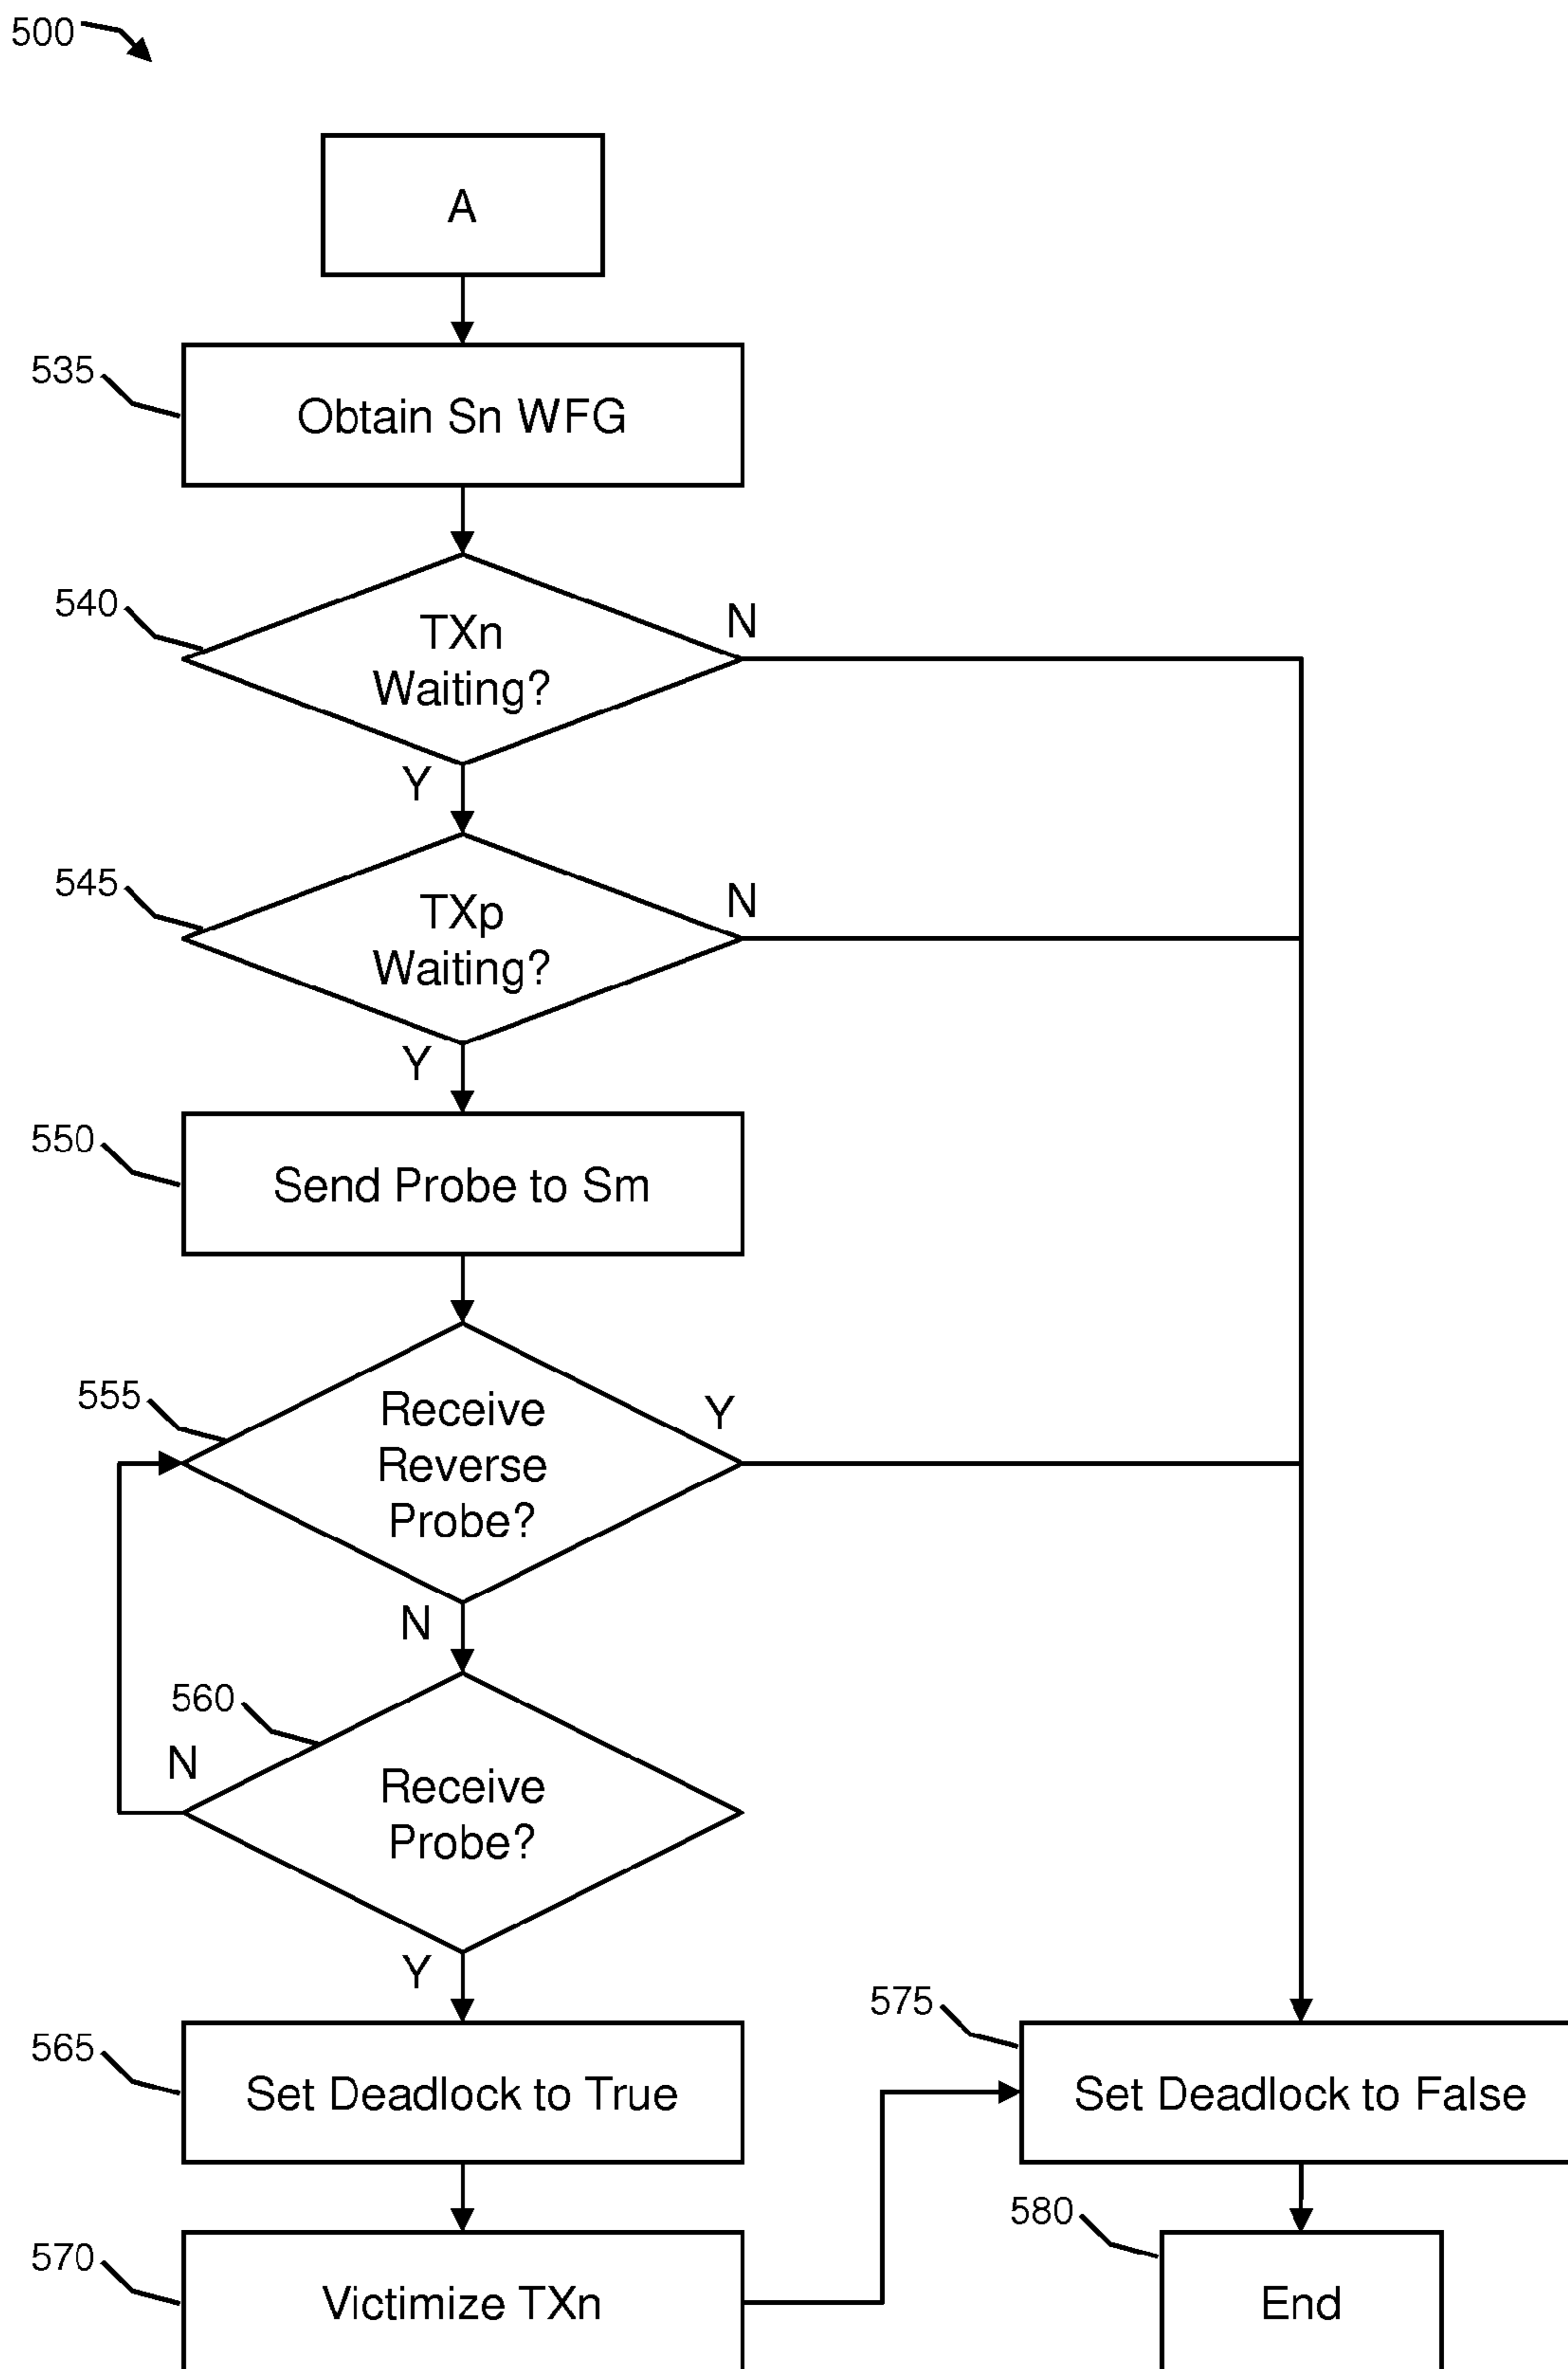 500
A
535
Obtain Sn WFG
540
TXn
Waiting?
N
Y
545
TXp
Waiting?
N
Y
550
Send Probe to Sm
555
Receive
Reverse
Probe?
Y
N
560
N
Receive
Probe?
Y
565
Set Deadlock to True
575
Set Deadlock to False
570
Victimize TXn
580
End